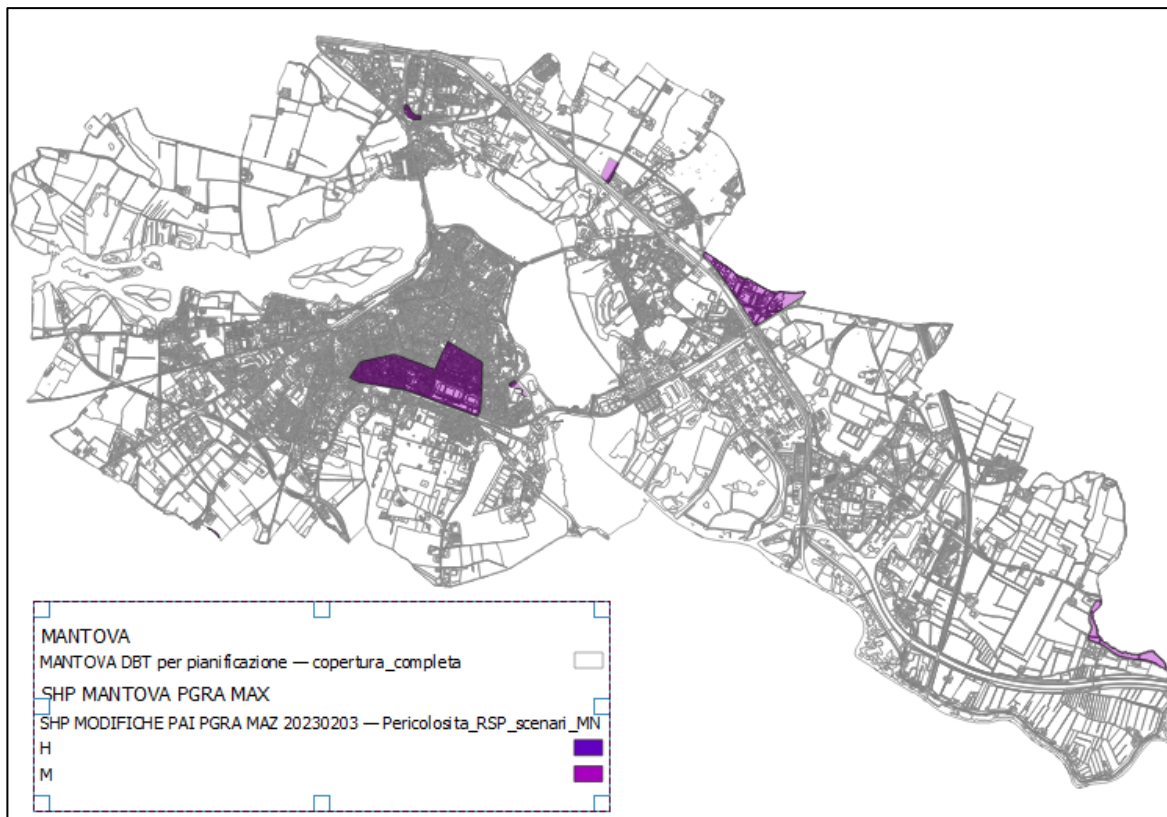 MANTOVA
MANTOVA DBT per pianificazione — copertura_completa
SHP MANTOVA PGRA MAX
SHP MODIFICHE PAI PGRA MAZ 20230203 — Pericolosita_RSP_scenari_MN
H
M